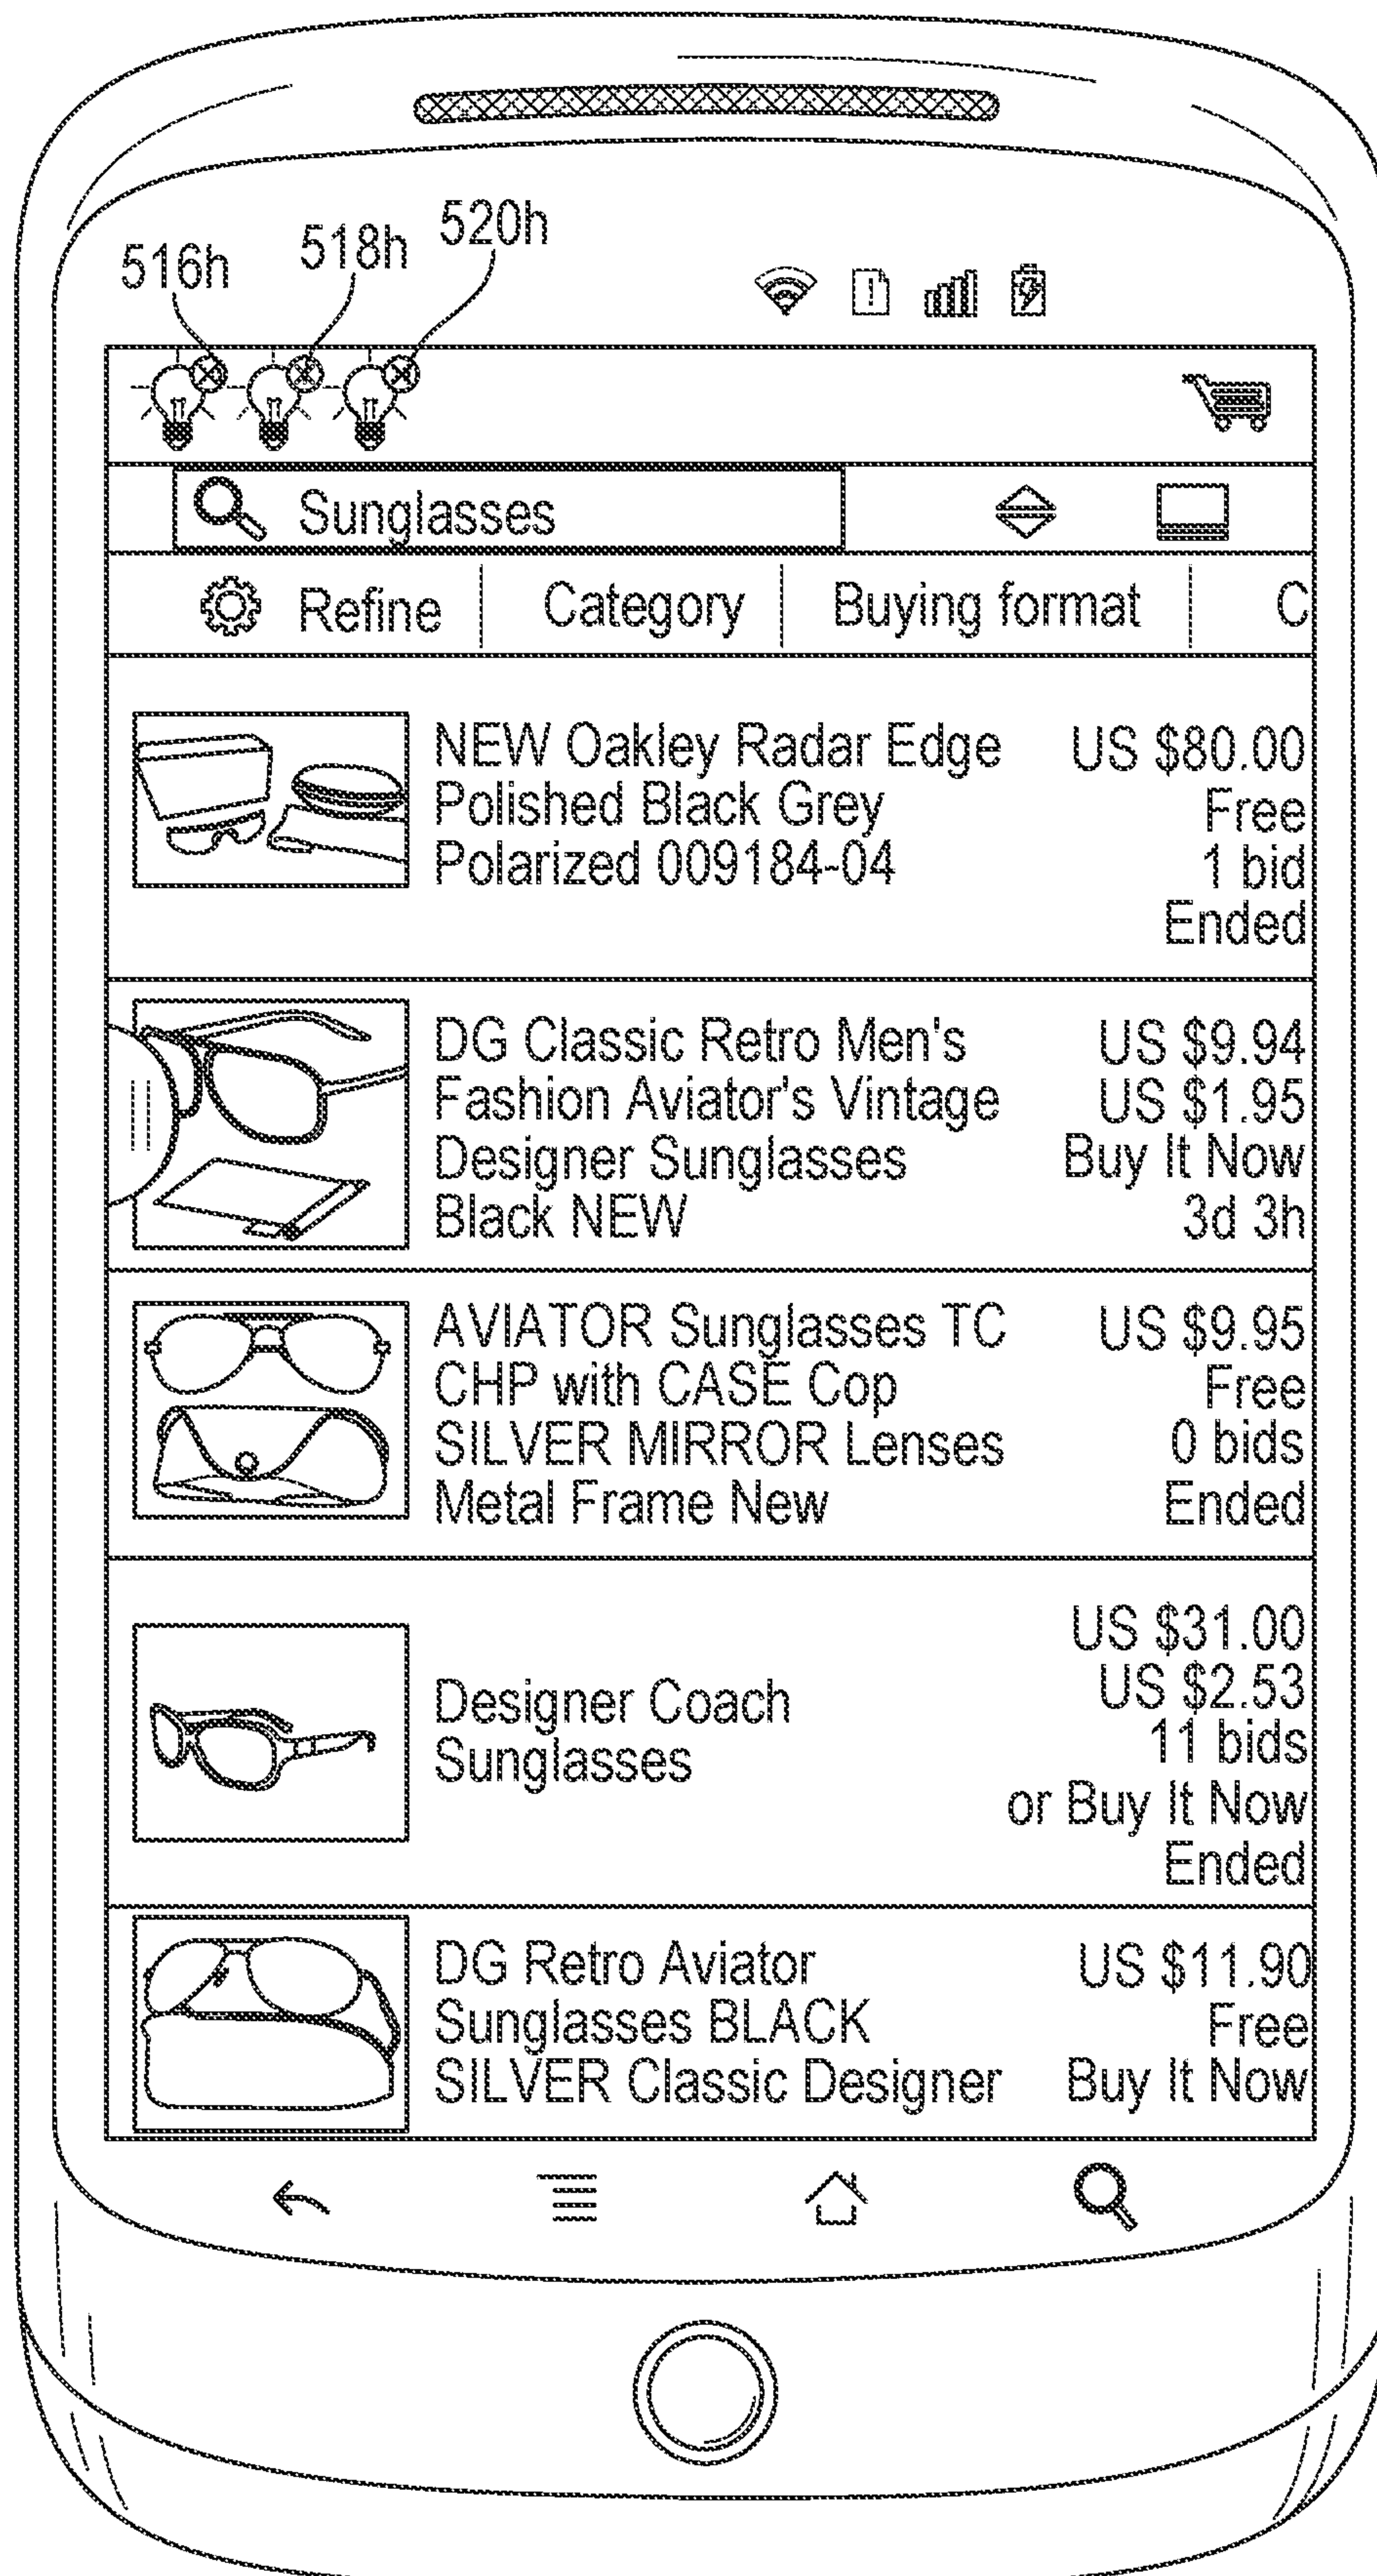 516h 518h 520h
Sunglasses
Refine Category Buying format C
NEW Oakley Radar Edge US $80.00
Polished Black Grey Free
Polarized 009184-04 1 bid
Ended
DG Classic Retro Men's US $9.94
Fashion Aviator's Vintage US $1.95
Designer Sunglasses Buy It Now
Black NEW 3d 3h
AVIATOR Sunglasses TC US $9.95
CHP with CASE Cop Free
SILVER MIRROR Lenses 0 bids
Metal Frame New Ended
US $31.00
Designer Coach US $2.53
Sunglasses 11 bids
or Buy It Now
Ended
DG Retro Aviator US $11.90
Sunglasses BLACK Free
SILVER Classic Designer Buy It Now